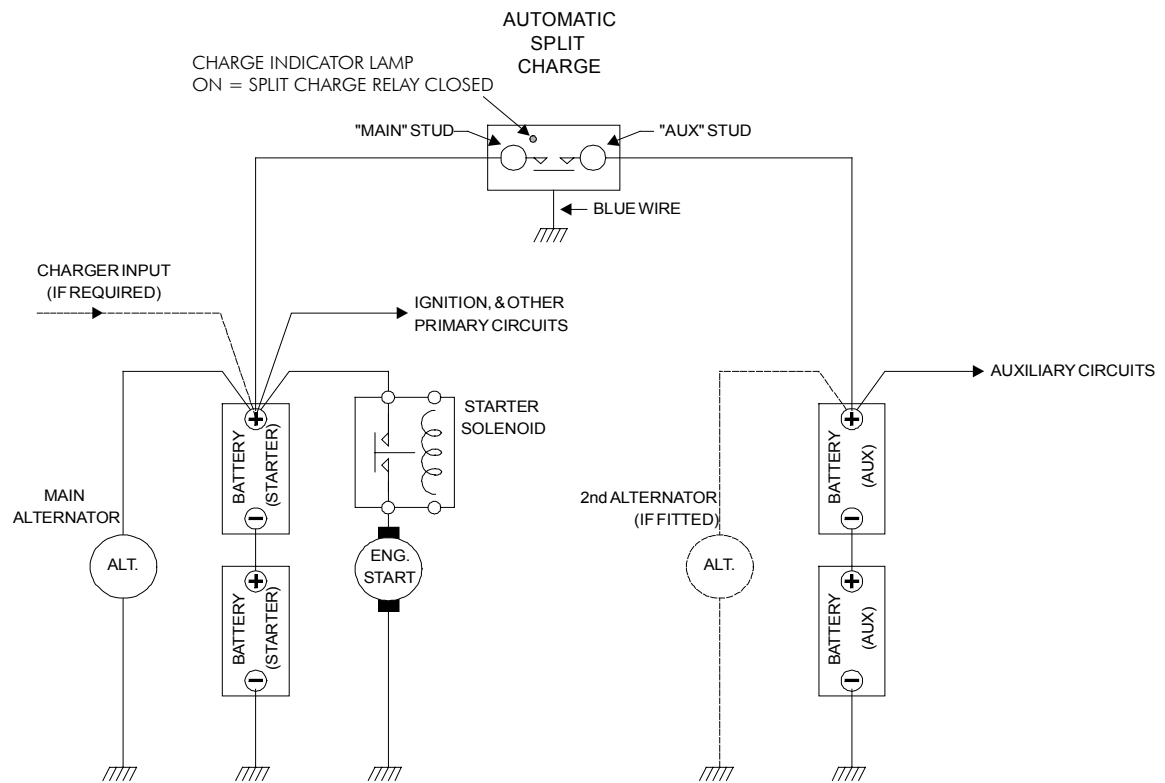 AUTOMATIC
SPLIT
CHARGE
CHARGE INDICATOR LAMP
ON = SPLIT CHARGE RELAY CLOSED
"MAIN" STUD
"AUX" STUD
BLUE WIRE
CHARGER INPUT
(IF REQUIRED)
IGNITION, & OTHER
PRIMARY CIRCUITS
AUXILIARY CIRCUITS
STARTER
SOLENOID
+
BATTERY
(STARTER)
−
+
BATTERY
(AUX)
−
MAIN
ALTERNATOR
ALT.
ENG.
START
2nd ALTERNATOR
(IF FITTED)
ALT.
+
BATTERY
(STARTER)
−
+
BATTERY
(AUX)
−